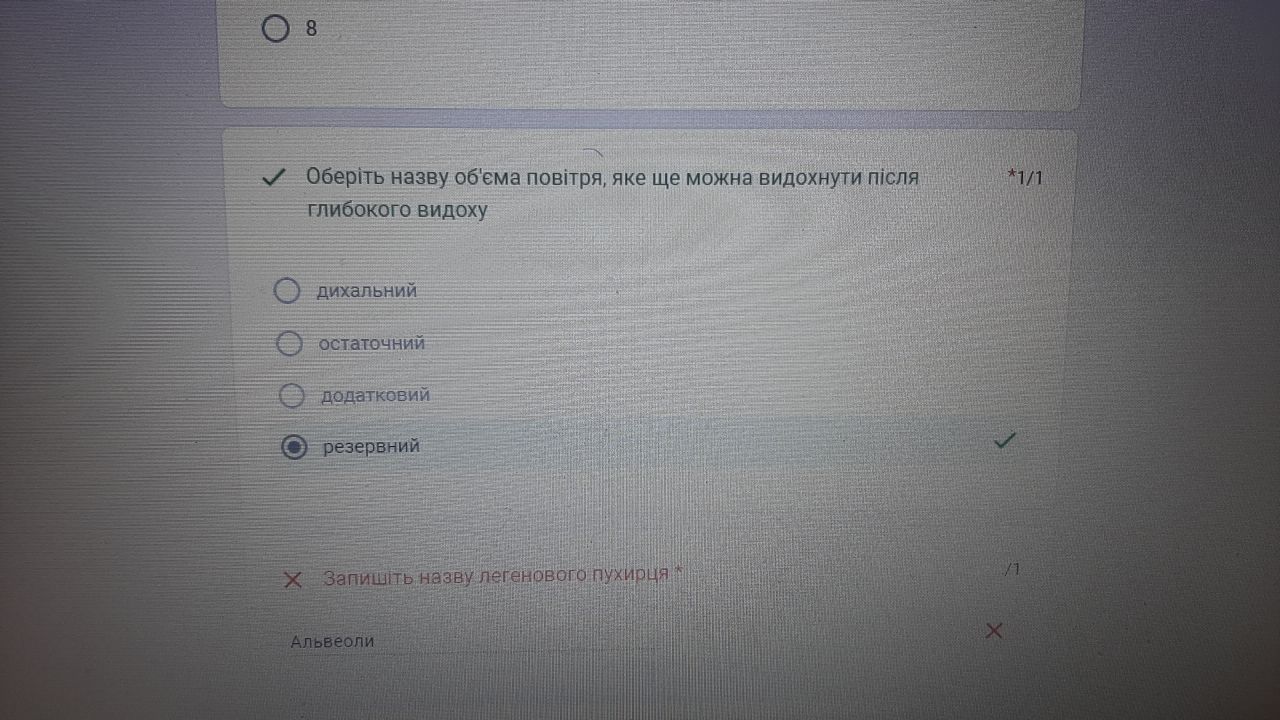 8
Оберіть назву об'єма повітря, яке ще можна видохнути після
глибокого видоху
*1/1
дихальний
остаточний
додатковий
резервний
Запишіть назву легенового пухирця *
/1
Альвеоли